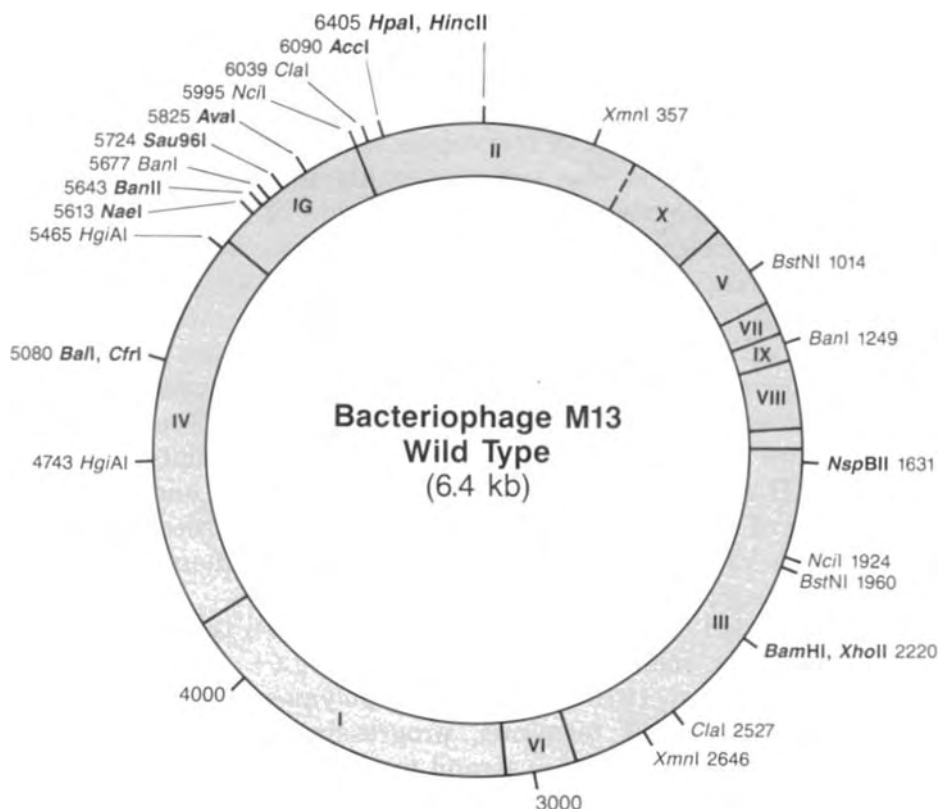 6405 HpaI, HincII
6090 AccI
6039 ClaI
5995 NciI
5825 AvaI
5724 Sau96I
5677 BanI
5643 BanII
5613 NaeI
5465 HgiAI
5080 BalI, CfrI
4743 HgiAI
4000
3000
XmnI 357
BstNI 1014
BanI 1249
NspBII 1631
NciI 1924
BstNI 1960
BamHI, XhoII 2220
ClaI 2527
XmnI 2646
II
X
V
VII
IX
VIII
III
VI
I
IV
IG
Bacteriophage M13
Wild Type
(6.4 kb)